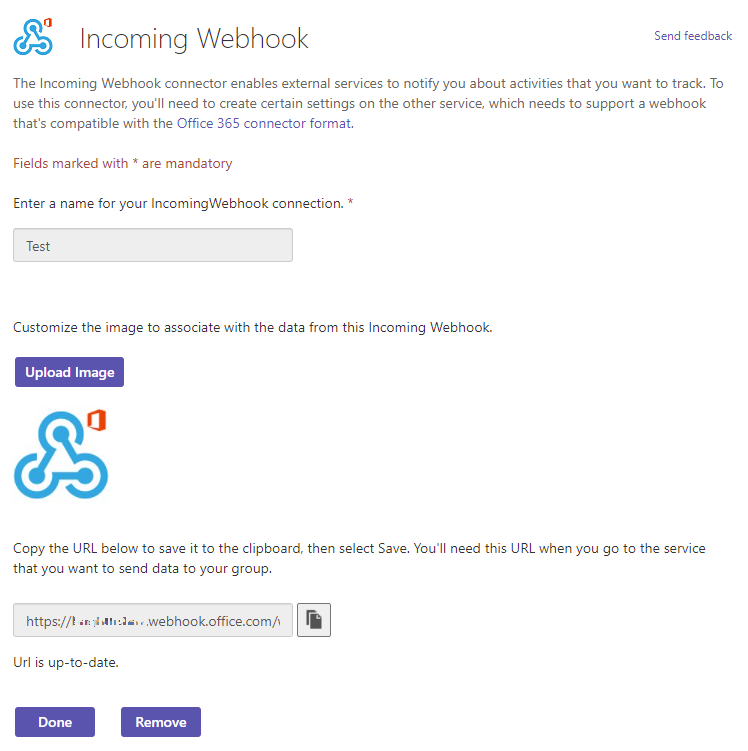 Incoming Webhook
Send feedback
The Incoming Webhook connector enables external services to notify you about activities that you want to track. To
use this connector, you'll need to create certain settings on the other service, which needs to support a webhook
that's compatible with the Office 365 connector format.
Fields marked with * are mandatory
Enter a name for your IncomingWebhook connection. *
Test
Customize the image to associate with the data from this Incoming Webhook.
Upload Image
Copy the URL below to save it to the clipboard, then select Save. You'll need this URL when you go to the service
that you want to send data to your group.
https:// .webhook.office.com/
Url is up-to-date.
Done
Remove